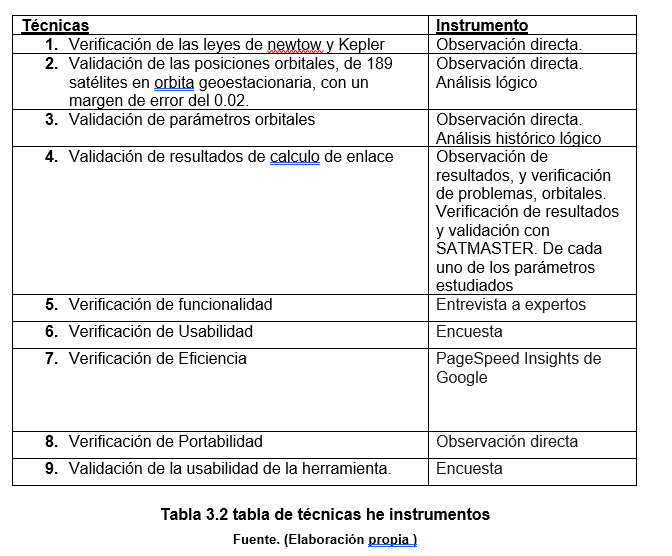 Técnicas
Instrumento
1. Verificación de las leyes de newtow y Kepler
Observación directa.
2. Validación de las posiciones orbitales, de 189
satélites en orbita geoestacionaria, con un
margen de error del 0.02.
Observación directa.
Análisis lógico
3. Validación de parámetros orbitales
Observación directa.
Análisis histórico lógico
4. Validación de resultados de calculo de enlace
Observación de
resultados, y verificación
de problemas, orbitales.
Verificación de resultados
y validación con
SATMASTER. De cada
uno de los parámetros
estudiados
5. Verificación de funcionalidad
Entrevista a expertos
6. Verificación de Usabilidad
Encuesta
7. Verificación de Eficiencia
PageSpeed Insights de
Google
8. Verificación de Portabilidad
Observación directa
9. Validación de la usabilidad de la herramienta.
Encuesta
Tabla 3.2 tabla de técnicas he instrumentos
Fuente. (Elaboración propia )